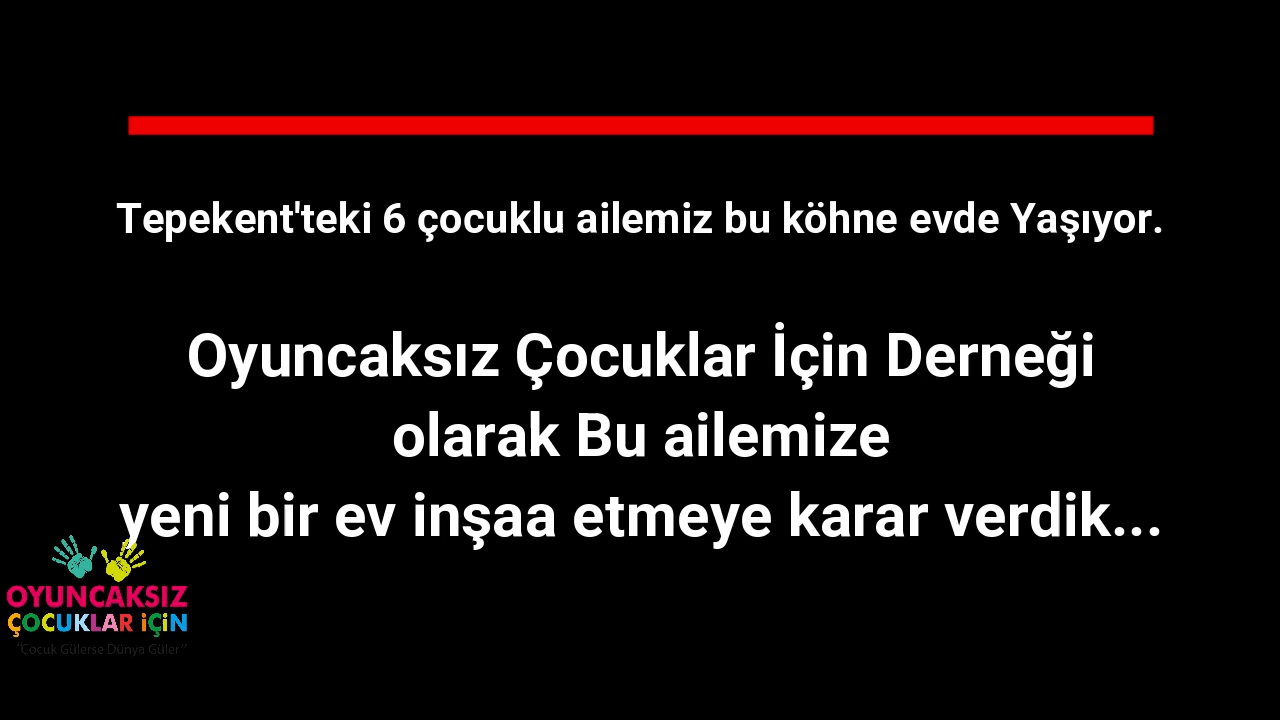 Tepekent'teki 6 çocuklu ailemiz bu köhne evde Yaşıyor.
Oyuncaksız Çocuklar İçin Derneği
olarak Bu ailemize
yeni bir ev inşaa etmeye karar verdik...
OYUNCAKSIZ
ÇOCUKLAR İÇİN
"Çocuk Gülerse Dünya Güler"